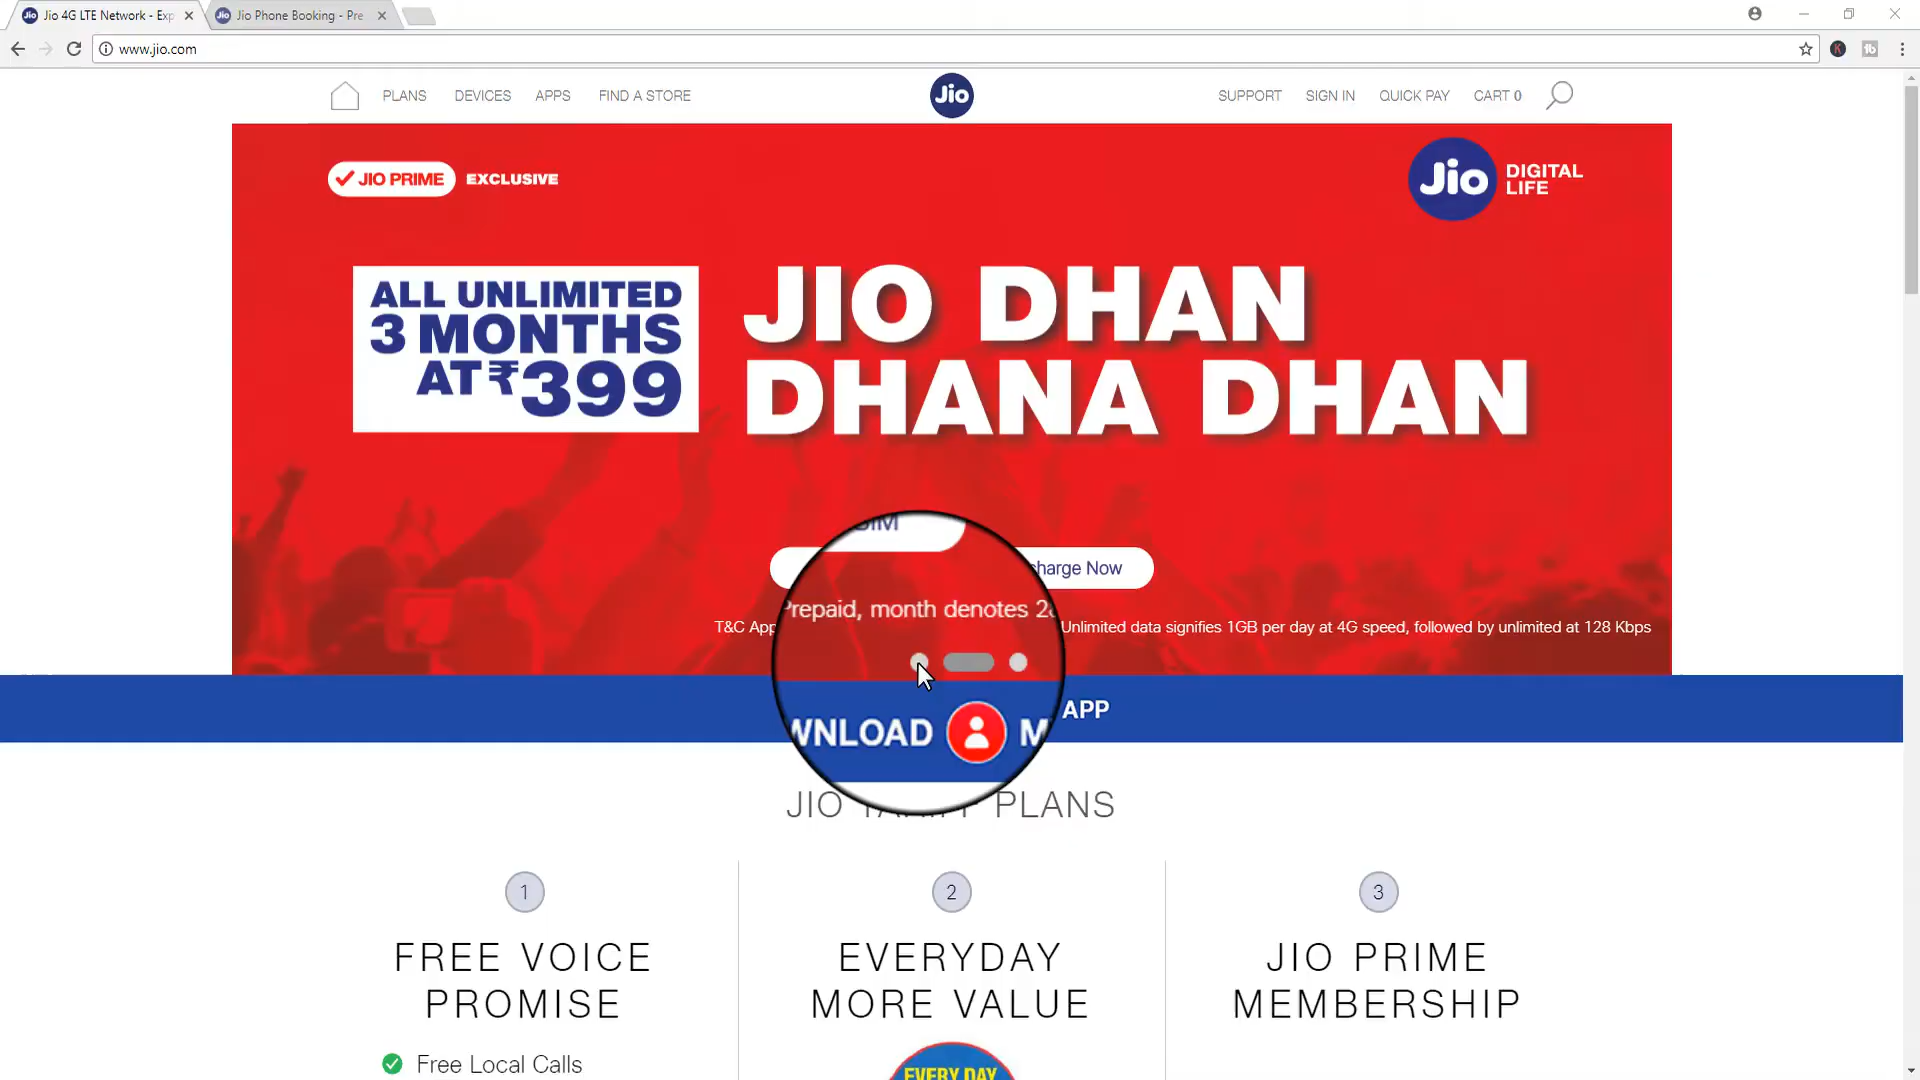 Jio 4G LTE Network - Exp
Jio Phone Booking - Pre
www.jio.com
PLANS DEVICES APPS FIND A STORE Jio SUPPORT SIGN IN QUICK PAY CART 0
JIO PRIME EXCLUSIVE
Jio DIGITAL LIFE
ALL UNLIMITED
3 MONTHS
AT ₹399
JIO DHAN
DHANA DHAN
SIM
charge Now
T&C App
Prepaid, month denotes
Unlimited data signifies 1GB per day at 4G speed, followed by unlimited at 128 Kbps
WNLOAD M APP
JIO PLANS
1
FREE VOICE
PROMISE
Free Local Calls
2
EVERYDAY
MORE VALUE
EVERY DAY
3
JIO PRIME
MEMBERSHIP